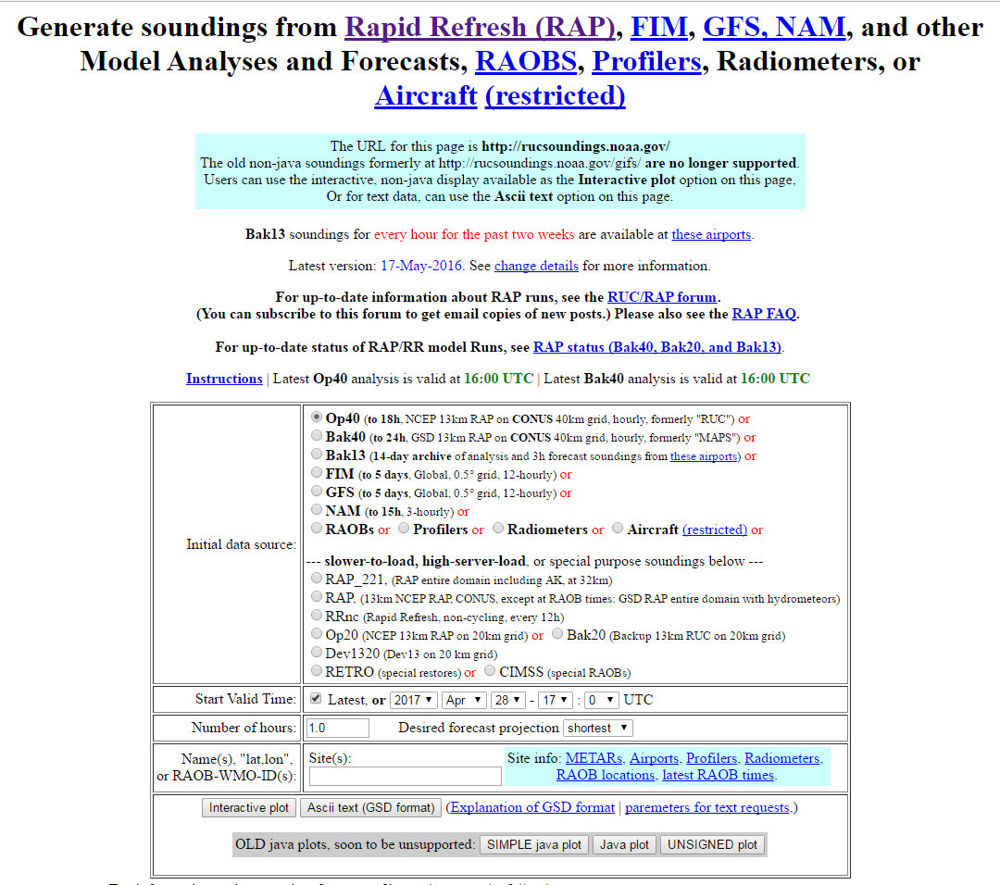 Generate soundings from Rapid Refresh (RAP), FIM, GFS, NAM, and other
Model Analyses and Forecasts, RAOBS, Profilers, Radiometers, or
Aircraft (restricted)
The URL for this page is http://rucsoundings.noaa.gov/
The old non-java soundings formerly at http://rucsoundings.noaa.gov/gifs/ are no longer supported.
Users can use the interactive, non-java display available as the Interactive plot option on this page,
Or for text data, can use the Ascii text option on this page.
Bak13 soundings for every hour for the past two weeks are available at these airports.
Latest version: 17-May-2016. See change details for more information.
For up-to-date information about RAP runs, see the RUC/RAP forum.
(You can subscribe to this forum to get email copies of new posts.) Please also see the RAP FAQ.
For up-to-date status of RAP/RR model Runs, see RAP status (Bak40, Bak20, and Bak13).
Instructions | Latest Op40 analysis is valid at 16:00 UTC | Latest Bak40 analysis is valid at 16:00 UTC
Initial data source:
Op40 (to 18h, NCEP 13km RAP on CONUS 40km grid, hourly, formerly "RUC") or
Bak40 (to 24h, GSD 13km RAP on CONUS 40km grid, hourly, formerly "MAPS") or
Bak13 (14-day archive of analysis and 3h forecast soundings from these airports) or
FIM (to 5 days, Global, 0.5° grid, 12-hourly) or
GFS (to 5 days, Global, 0.5° grid, 12-hourly) or
NAM (to 15h, 3-hourly) or
RAOBs or Profilers or Radiometers or Aircraft (restricted) or
--- slower-to-load, high-server-load, or special purpose soundings below ---
RAP_221, (RAP entire domain including AK, at 32km)
RAP, (13km NCEP RAP, CONUS, except at RAOB times: GSD RAP entire domain with hydrometeors)
RRnc (Rapid Refresh, non-cycling, every 12h)
Op20 (NCEP 13km RAP on 20km grid) or Bak20 (Backup 13km RUC on 20km grid)
Dev1320 (Dev13 on 20 km grid)
RETRO (special restores) or CIMSS (special RAOBs)
Start Valid Time: Latest, or 2017 Apr 28 - 17 : 0 UTC
Number of hours: 1.0 Desired forecast projection shortest
Name(s), "lat,lon",
or RAOB-WMO-ID(s):
Site(s):
Site info: METARs, Airports, Profilers, Radiometers,
RAOB locations, latest RAOB times.
Interactive plot Ascii text (GSD format) (Explanation of GSD format | paremeters for text requests,)
OLD java plots, soon to be unsupported: SIMPLE java plot Java plot UNSIGNED plot